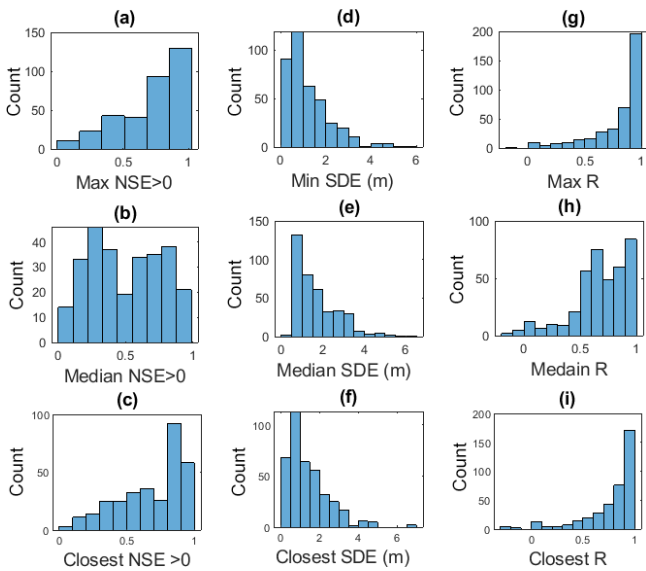 (a)
150
100
50
0
Count
0 0.5 1
Max NSE>0
(d)
100
50
0
Count
0 2 4 6
Min SDE (m)
(g)
200
150
100
50
0
Count
0 0.5 1
Max R
(b)
40
30
20
10
0
Count
0 0.5 1
Median NSE>0
(e)
150
100
50
0
Count
0 2 4 6
Median SDE (m)
(h)
100
50
0
Count
0 0.5 1
Medain R
(c)
100
50
0
Count
0 0.5 1
Closest NSE >0
(f)
100
50
0
Count
0 2 4 6
Closest SDE (m)
(i)
200
150
100
50
0
Count
0 0.5 1
Closest R